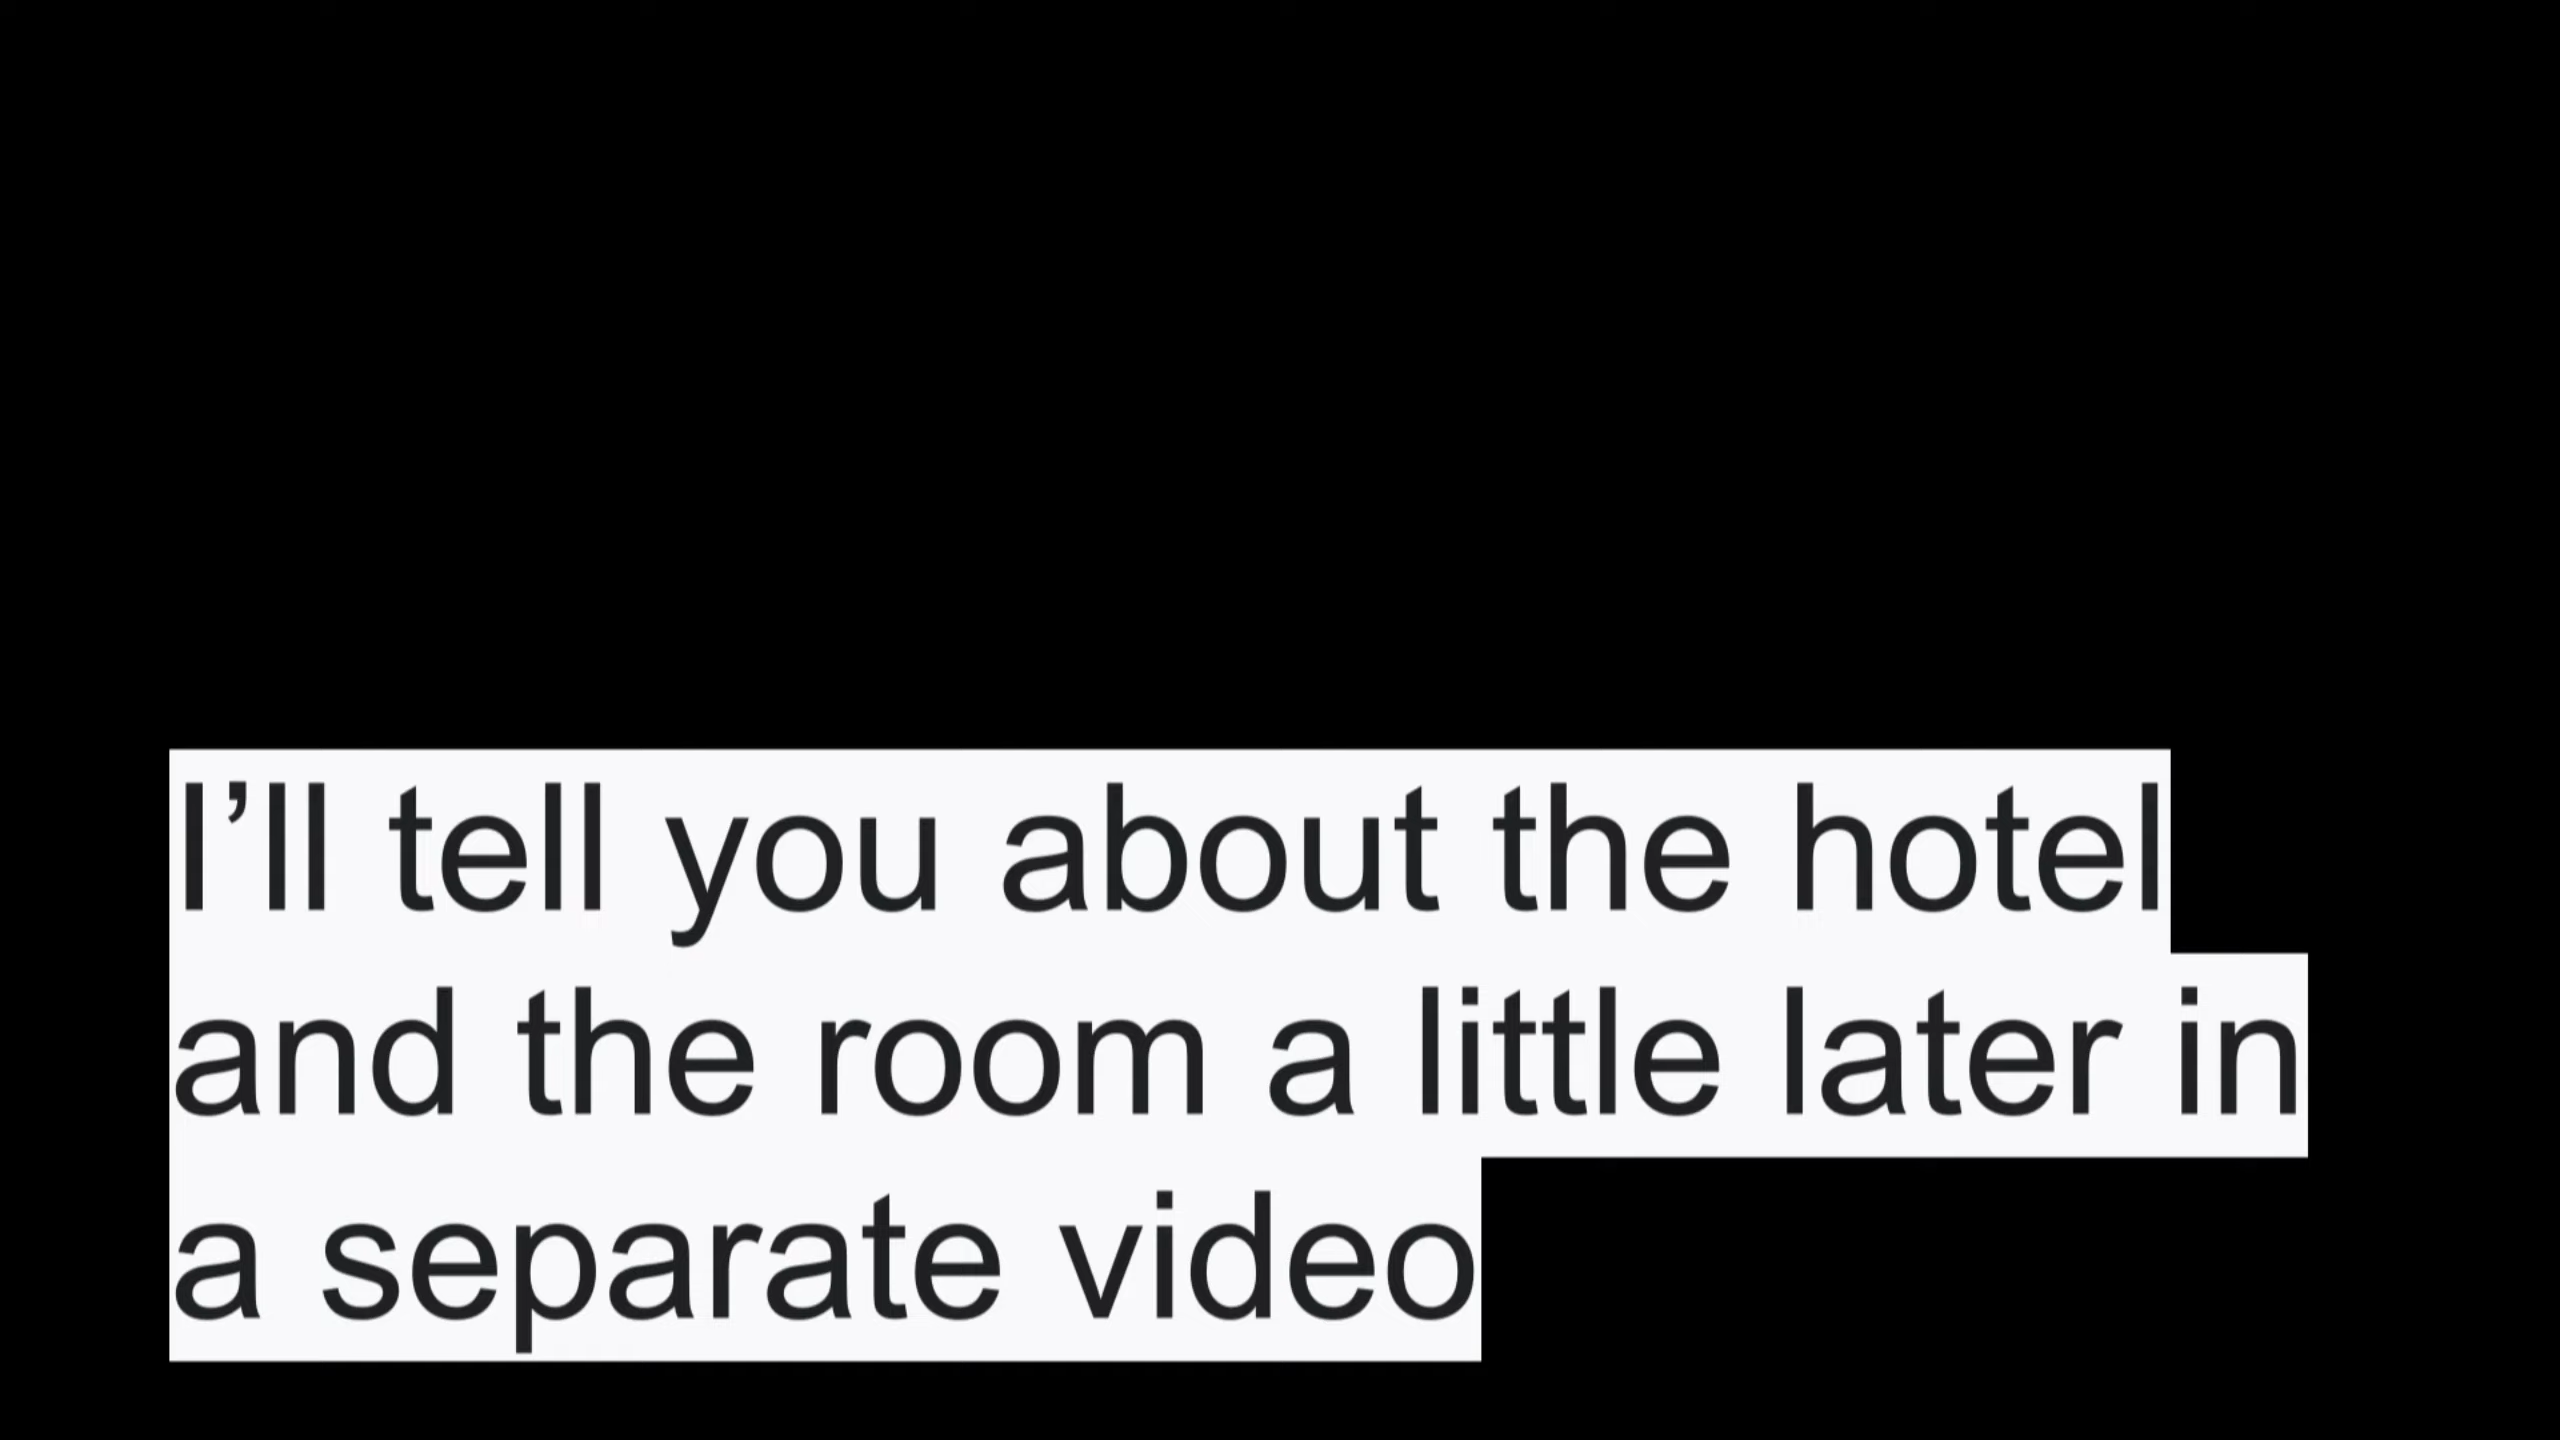 I’ll tell you about the hotel
and the room a little later in
a separate video